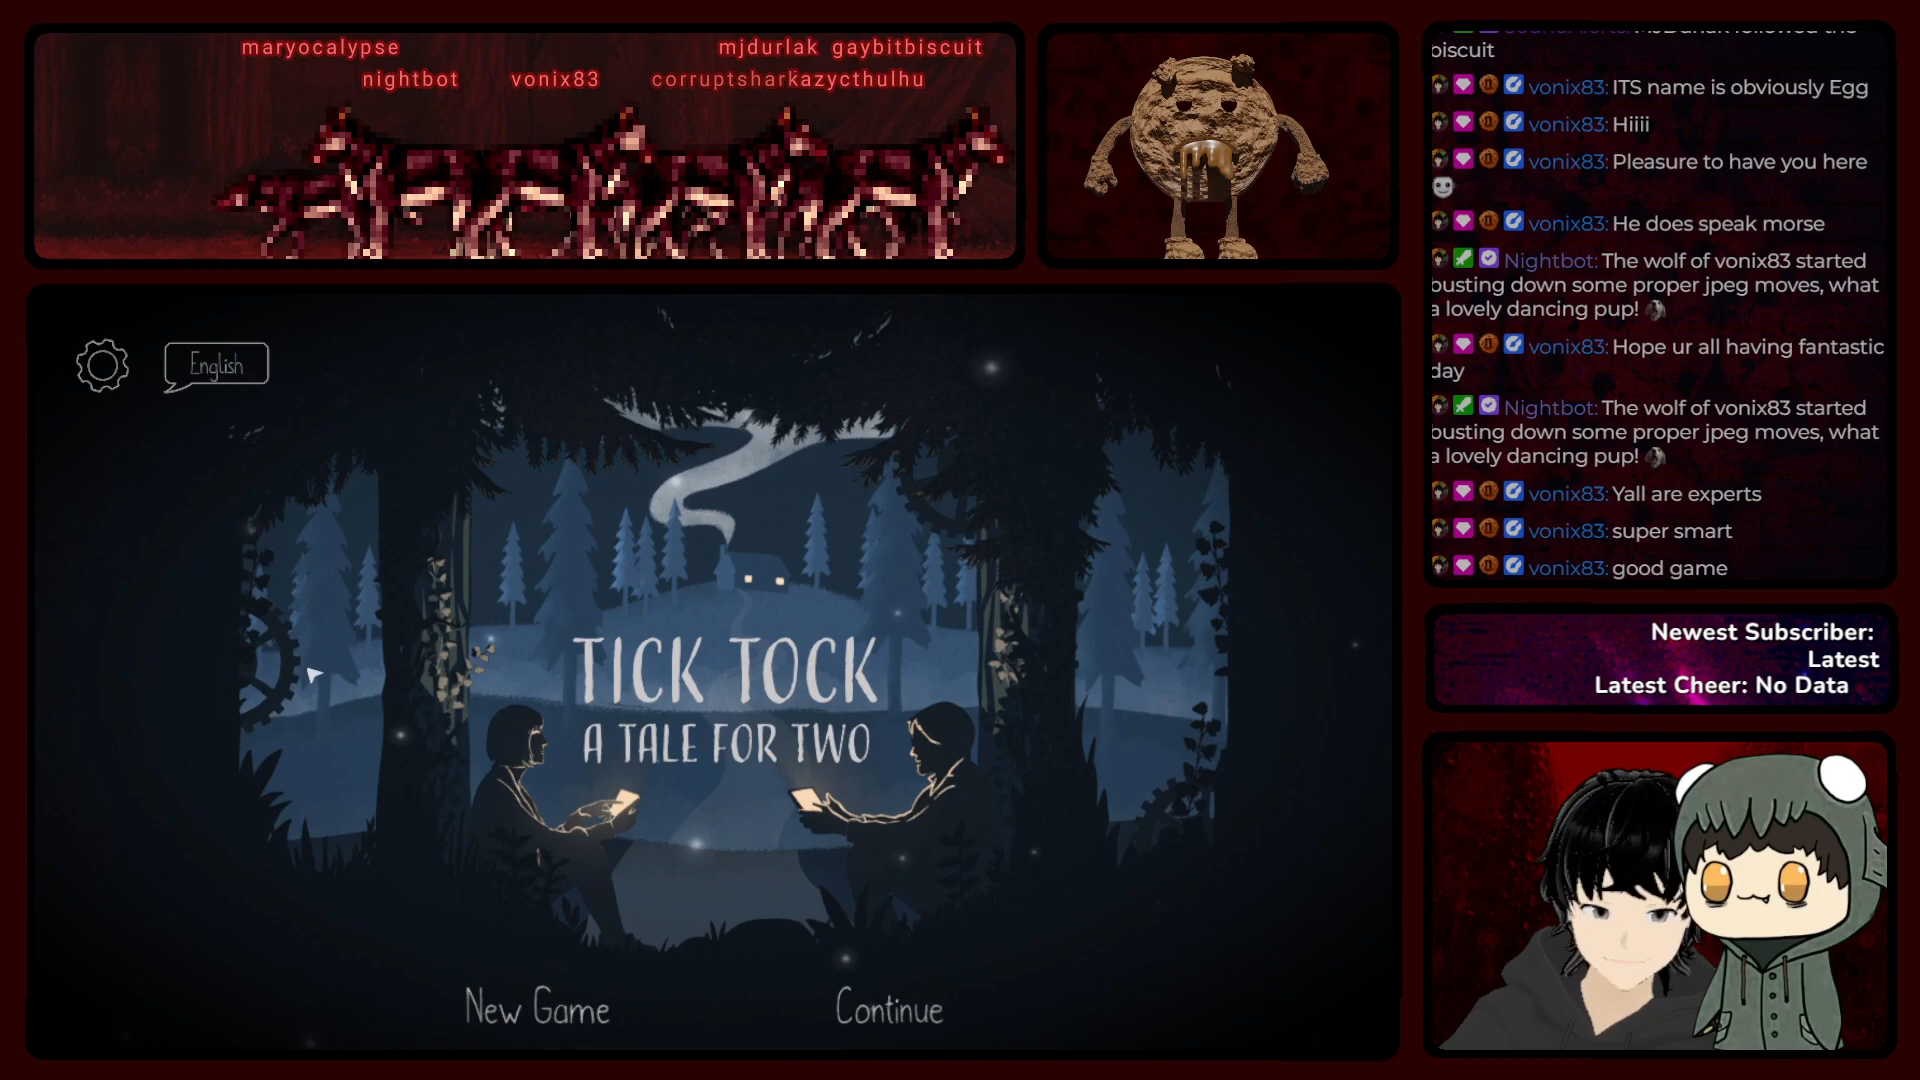 maryocalypse
mjdurlak gaybitbiscuit
nightbot vonix83 corruptsharkazycthulhu
English
TICK TOCK
A TALE FOR TWO
New Game
Continue
biscuit
vonix83: ITS name is obviously Egg
vonix83: Hiiii
vonix83: Pleasure to have you here
vonix83: He does speak morse
Nightbot: The wolf of vonix83 started
busting down some proper jpeg moves, what
a lovely dancing pup!
vonix83: Hope ur all having fantastic
day
Nightbot: The wolf of vonix83 started
busting down some proper jpeg moves, what
a lovely dancing pup!
vonix83: Yall are experts
vonix83: super smart
vonix83: good game
Newest Subscriber:
Latest
Latest Cheer: No Data